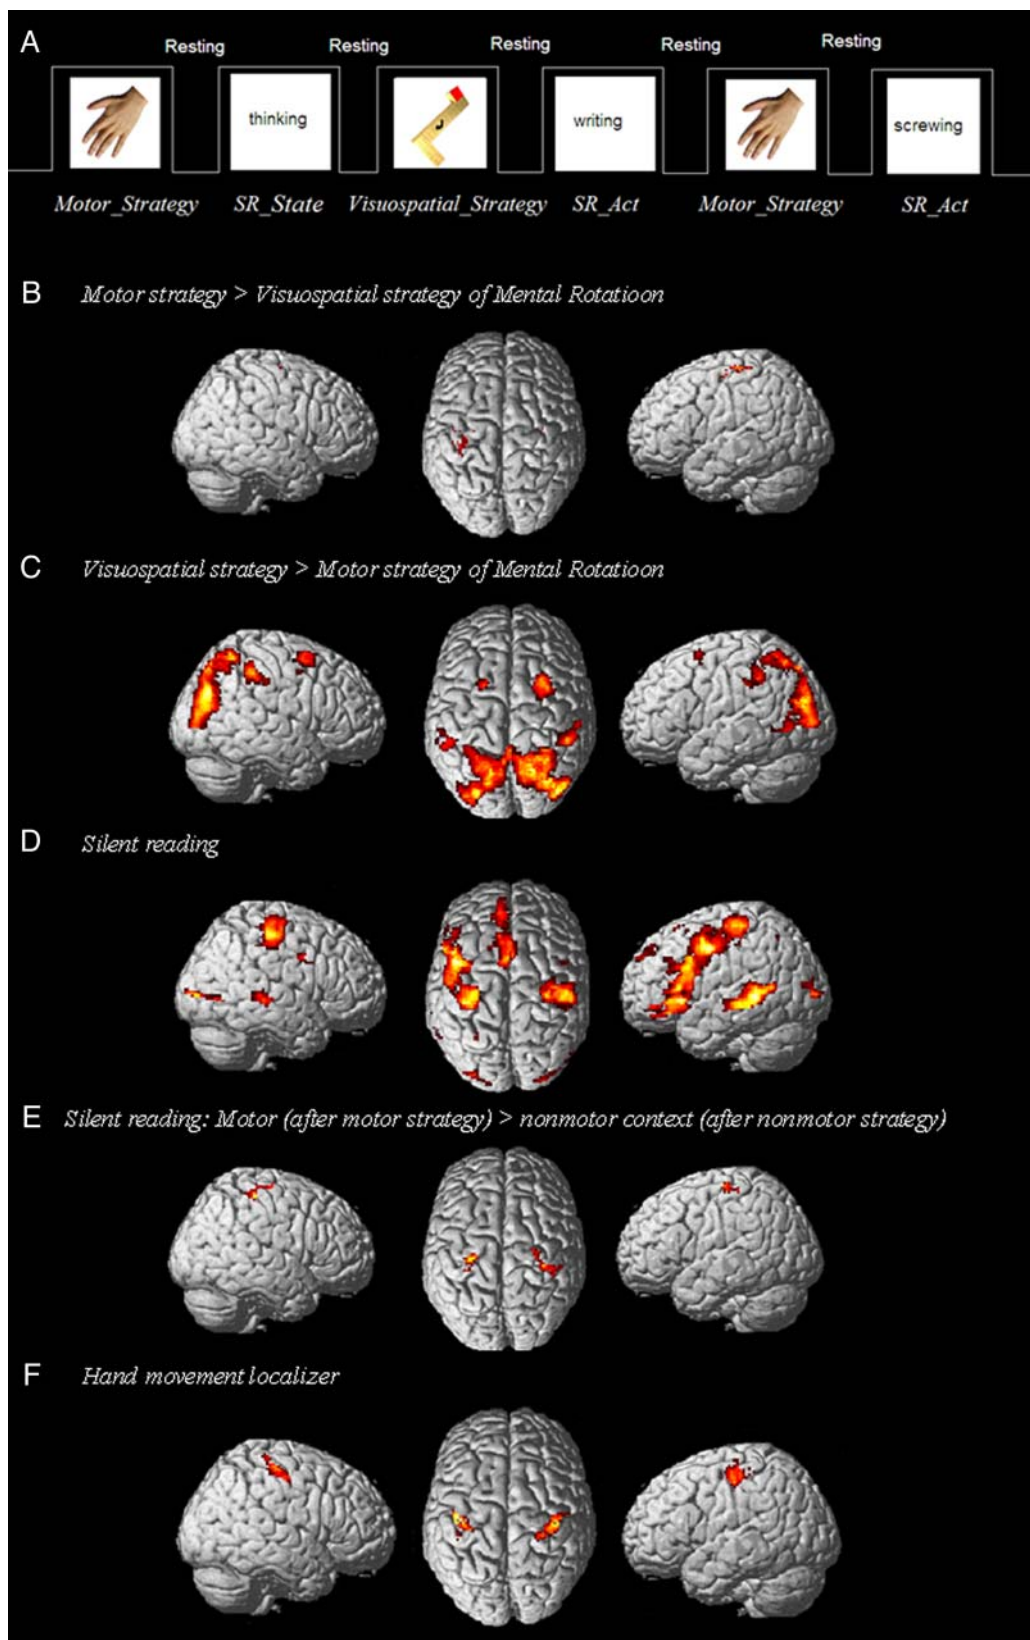 A
Resting Resting Resting Resting Resting
thinking writing screwing
Motor_Strategy SR_State Visuospatial_Strategy SR_Act Motor_Strategy SR_Act
B Motor strategy > Visuospatial strategy of Mental Rotatioon
C Visuospatial strategy > Motor strategy of Mental Rotatioon
D Silent reading
E Silent reading: Motor (after motor strategy) > nonmotor context (after nonmotor strategy)
F Hand movement localizer